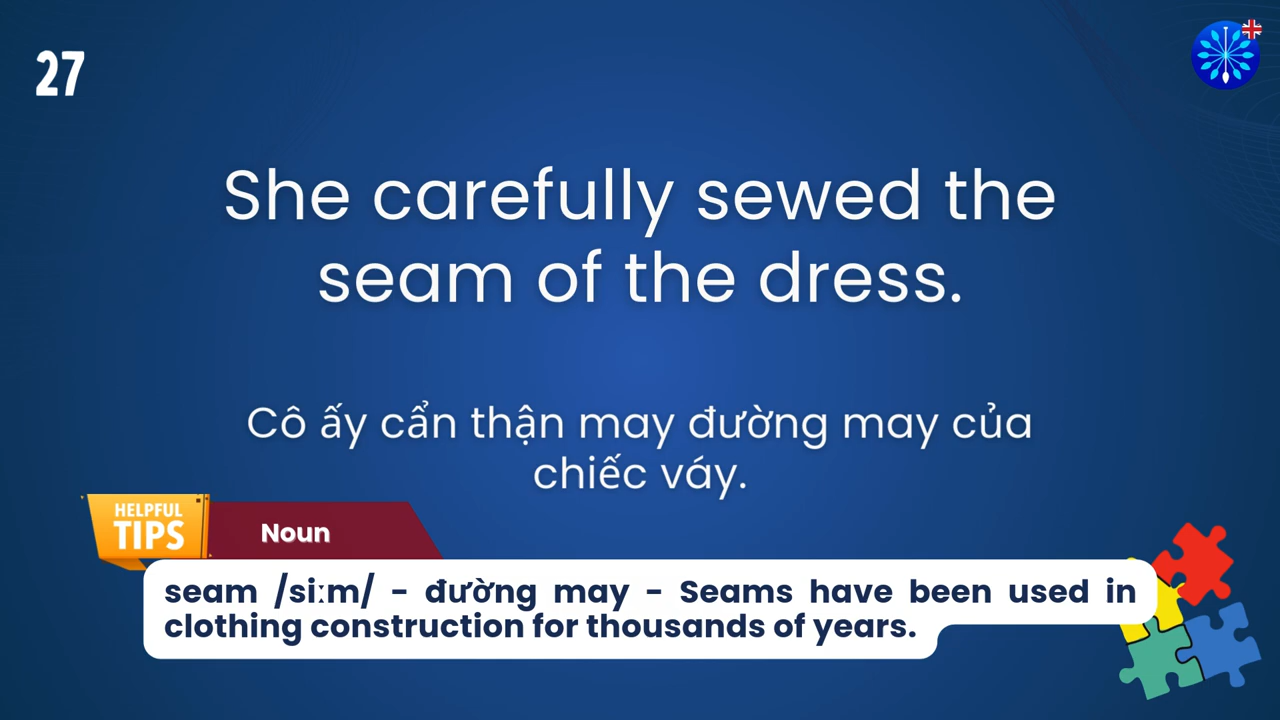 27
She carefully sewed the
seam of the dress.
Cô ấy cẩn thận may đường may của
chiếc váy.
HELPFUL
TIPS
Noun
seam /siːm/ - đường may - Seams have been used in
clothing construction for thousands of years.